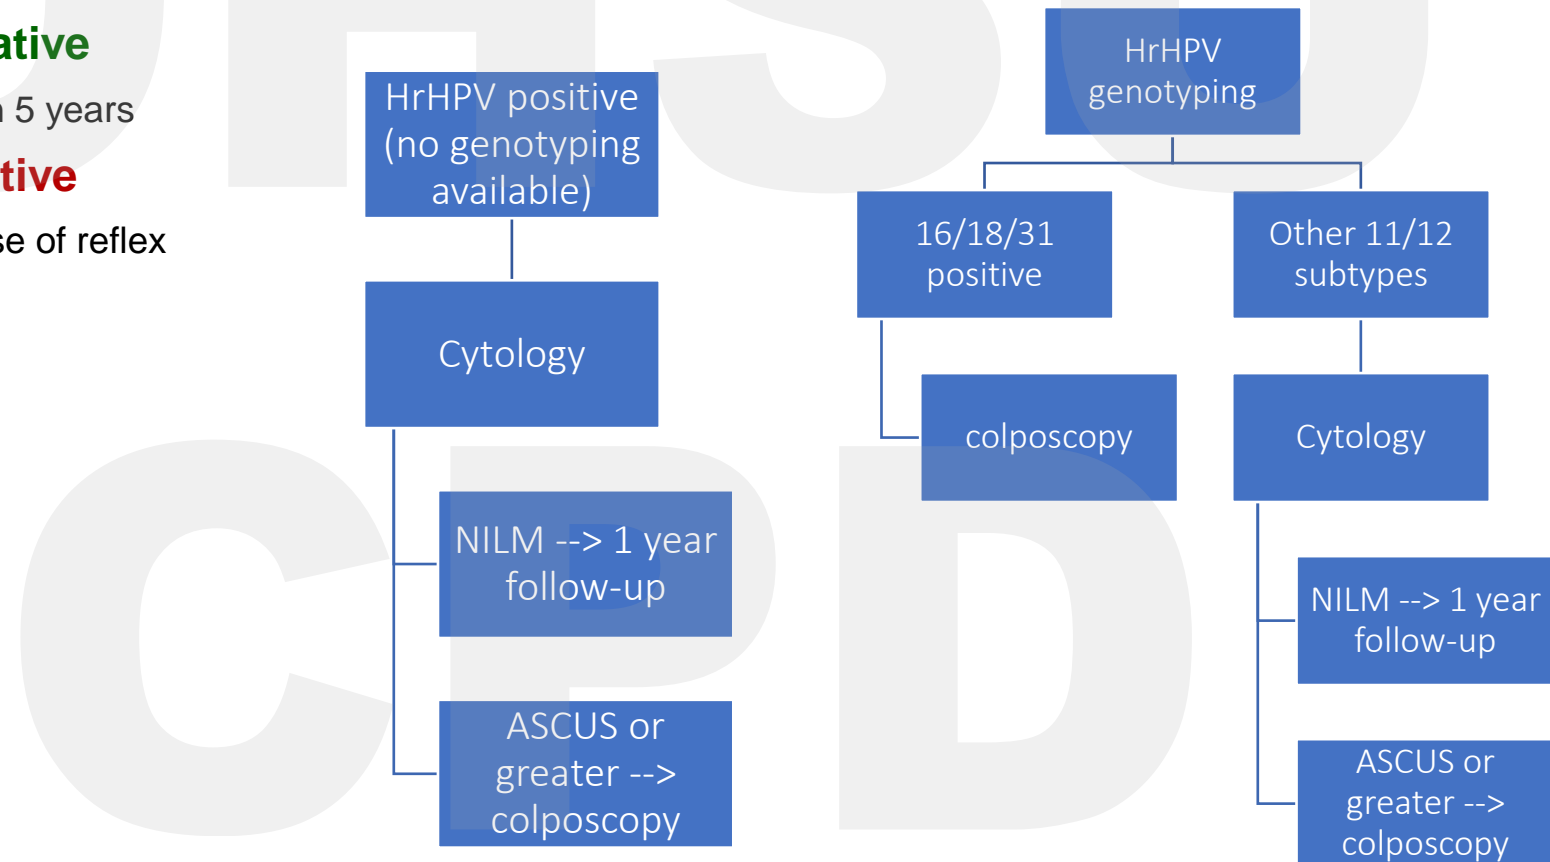 ative
n 5 years
tive
se of reflex
HrHPV positive
(no genotyping
available)
Cytology
NILM --> 1 year
follow-up
ASCUS or
greater -->
colposcopy
HrHPV
genotyping
16/18/31
positive
colposcopy
Other 11/12
subtypes
Cytology
NILM --> 1 year
follow-up
ASCUS or
greater -->
colposcopy
OHSU
CPD